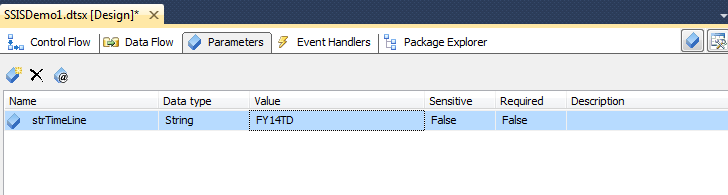 SSISDemo1.dtsx [Design]*
Control Flow Data Flow Parameters Event Handlers Package Explorer
Name Data type Value Sensitive Required Description
strTimeLine String FY14TD False False